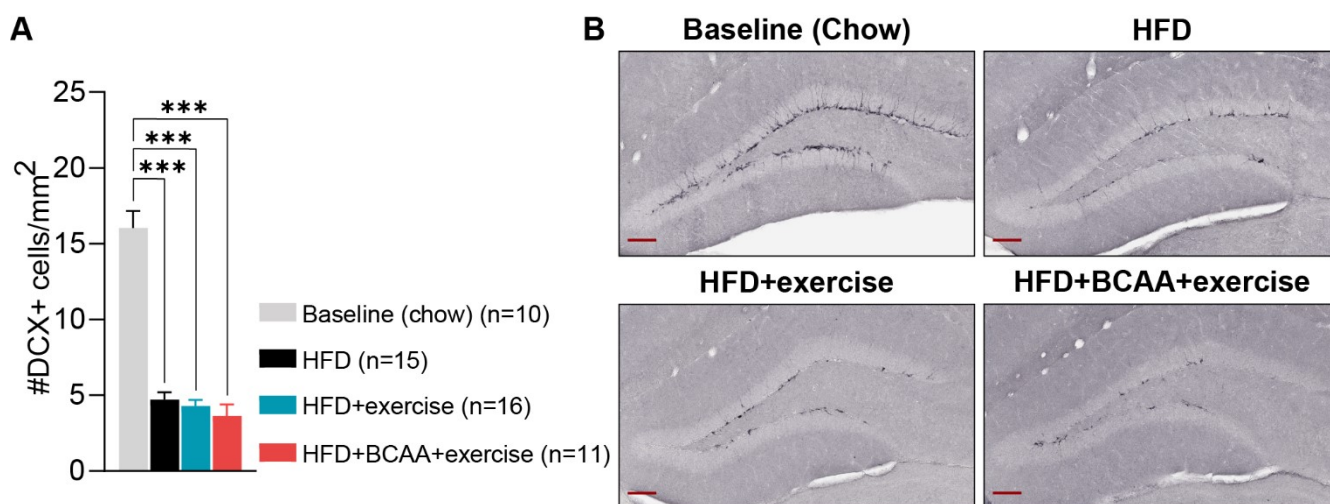 A
#DCX+ cells/mm²
25
20
15
10
5
0
***
***
***
Baseline (chow) (n=10)
HFD (n=15)
HFD+exercise (n=16)
HFD+BCAA+exercise (n=11)
B
Baseline (Chow)
HFD
HFD+exercise
HFD+BCAA+exercise